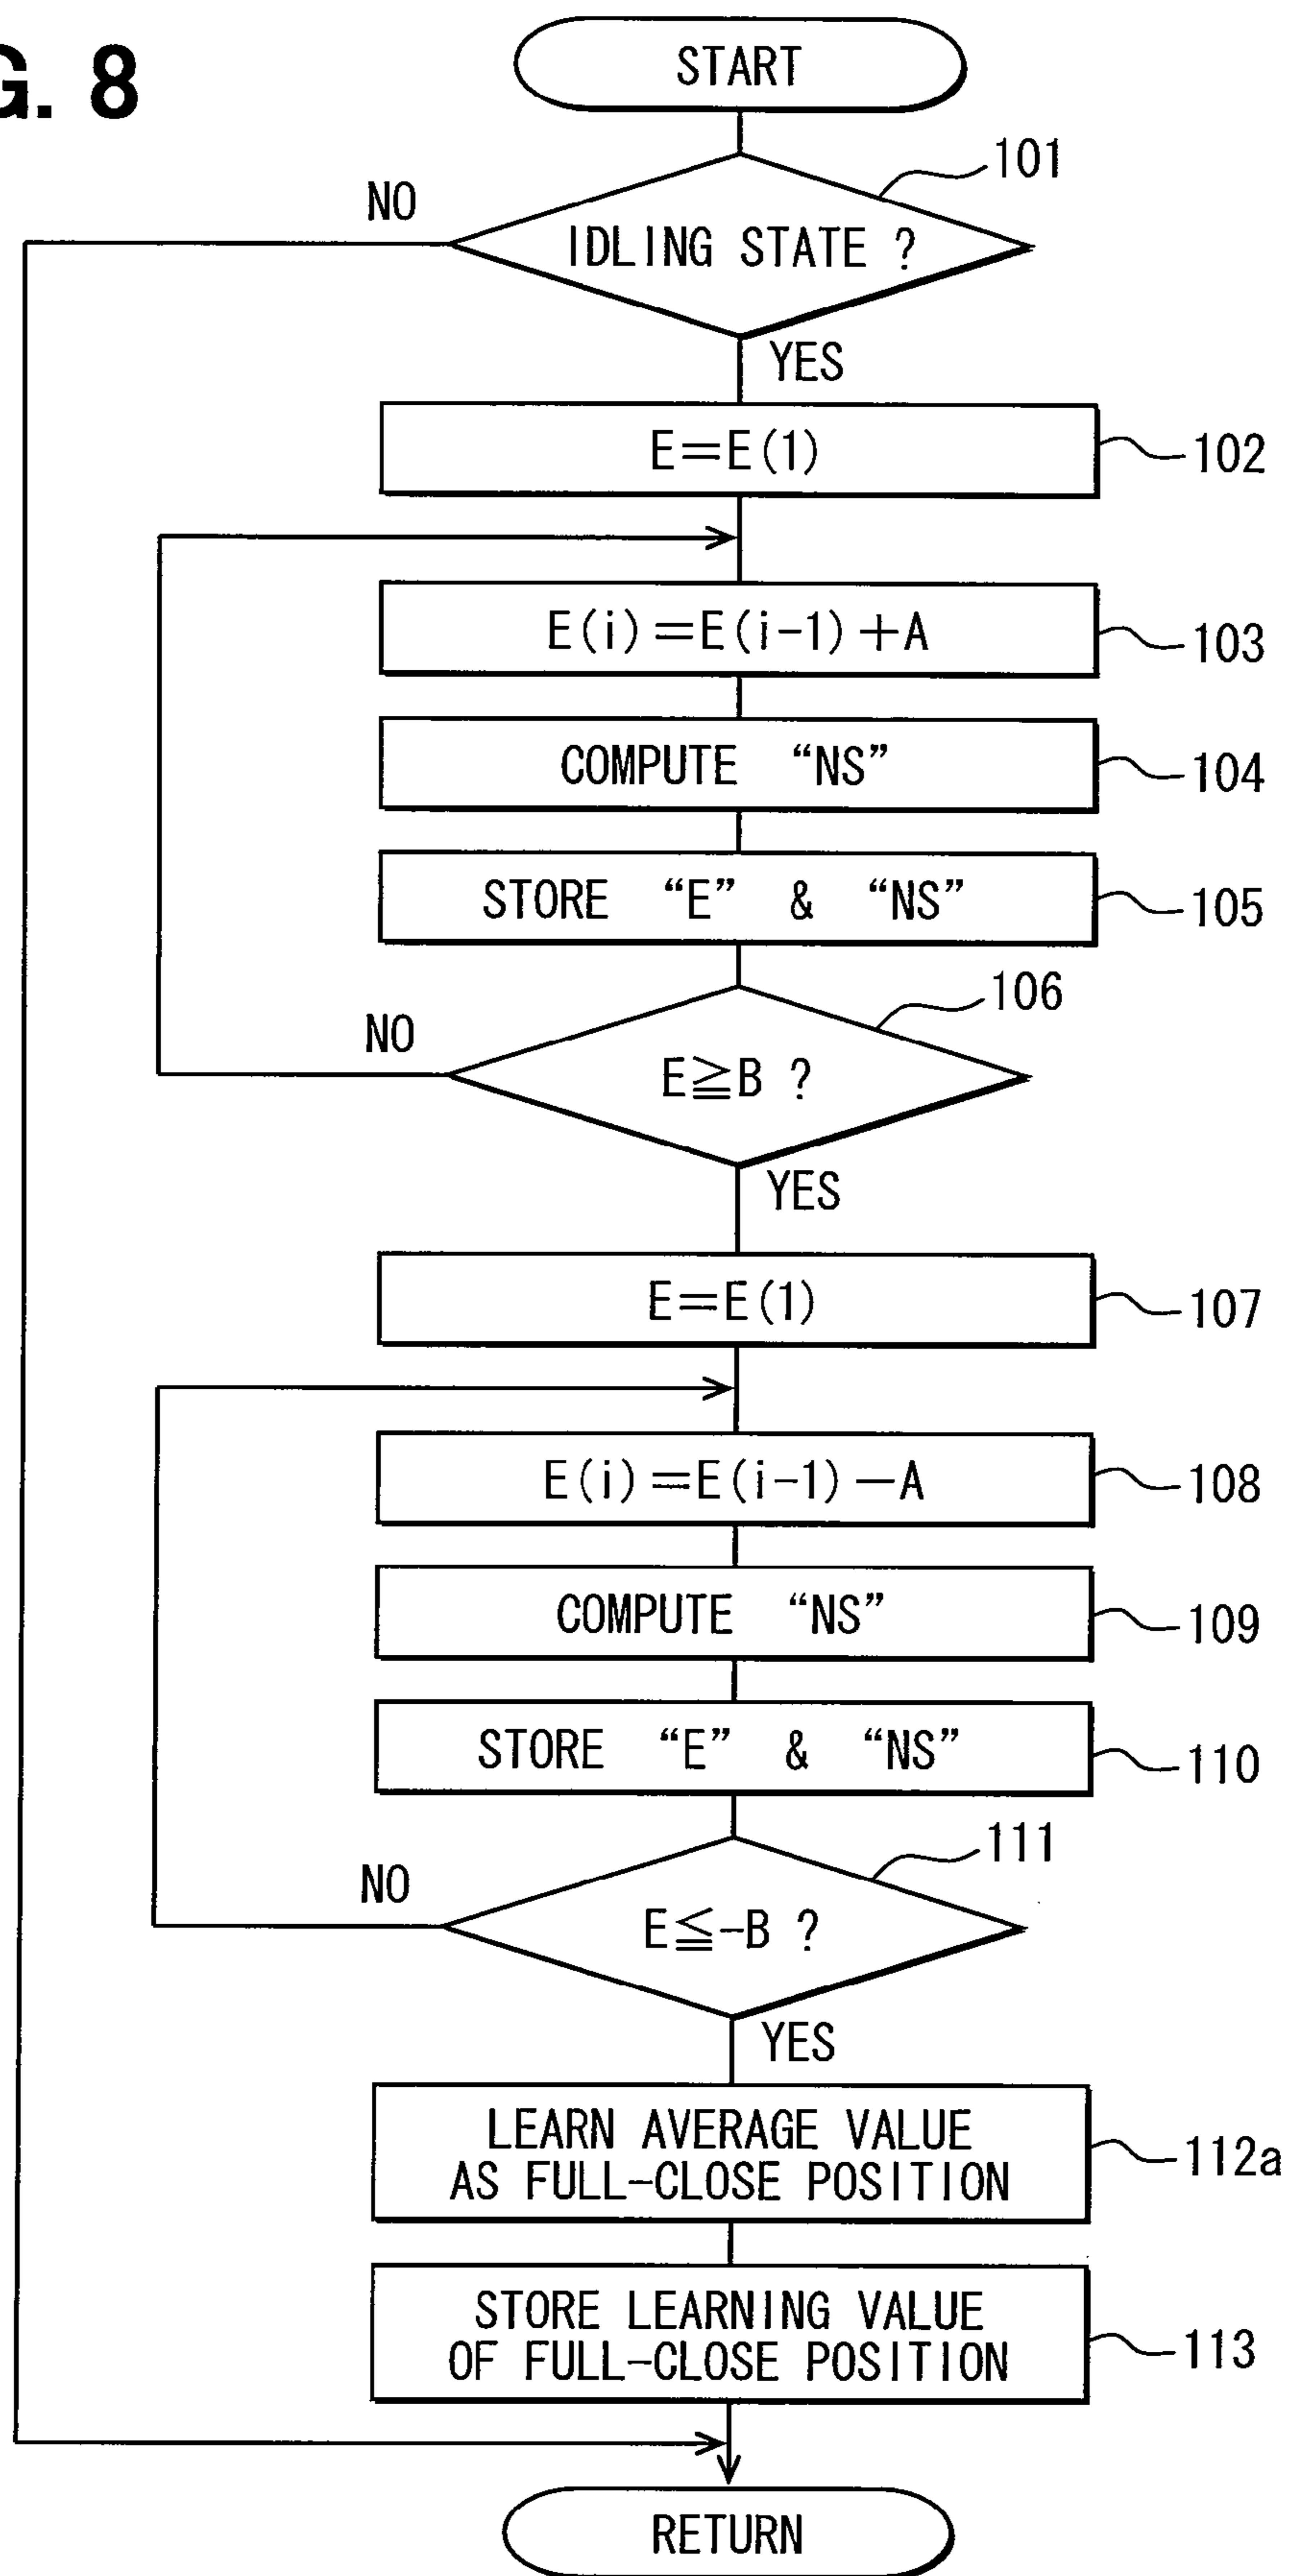 G. 8
START
101
NO
IDLING STATE ?
YES
E=E(1)
102
E(i)=E(i-1)+A
103
COMPUTE “NS”
104
STORE “E” & “NS”
105
106
NO
E≧B ?
YES
E=E(1)
107
E(i)=E(i-1)−A
108
COMPUTE “NS”
109
STORE “E” & “NS”
110
111
NO
E≦-B ?
YES
LEARN AVERAGE VALUE
AS FULL-CLOSE POSITION
112a
STORE LEARNING VALUE
OF FULL-CLOSE POSITION
113
RETURN